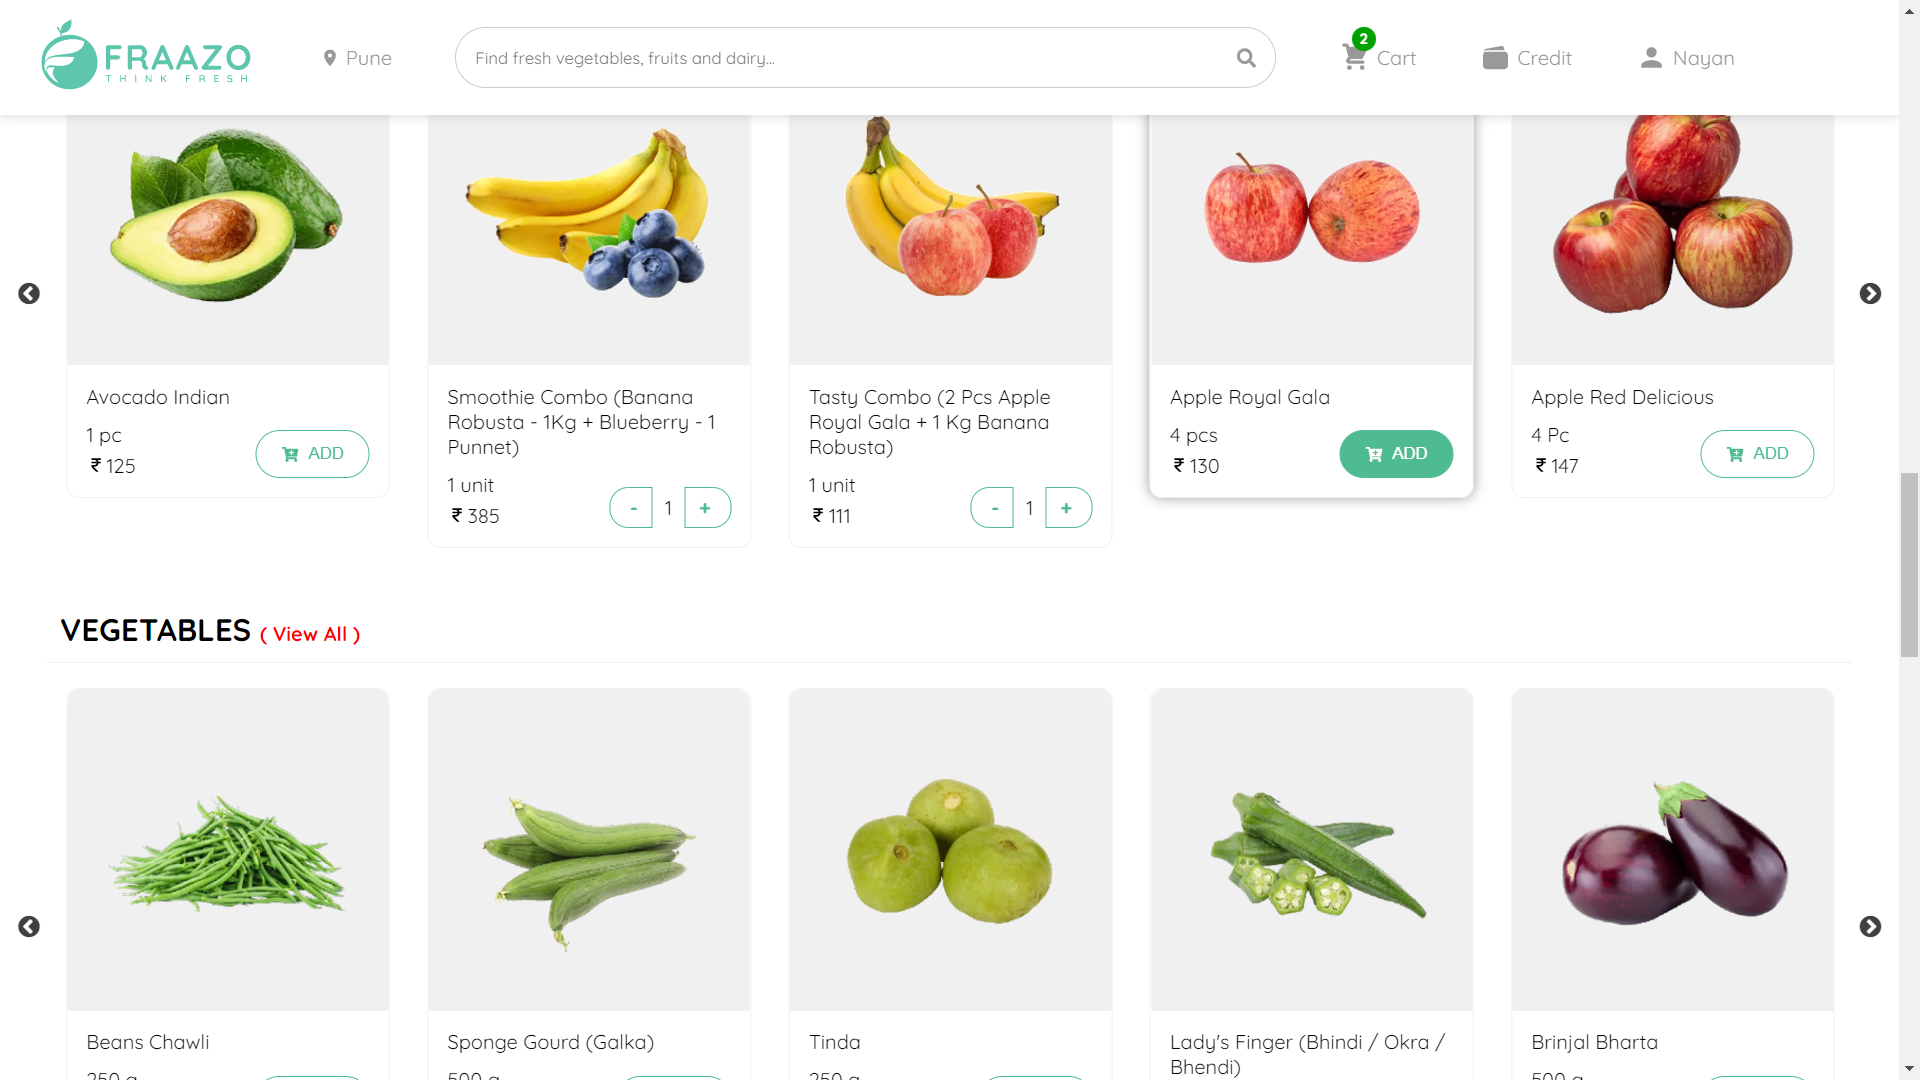 FRAAZO
THINK FRESH
Pune
Find fresh vegetables, fruits and dairy...
2
Cart
Credit
Nayan
Avocado Indian
1 pc
₹ 125
ADD
Smoothie Combo (Banana
Robusta - 1Kg + Blueberry - 1
Punnet)
1 unit
₹ 385
- 1 +
Tasty Combo (2 Pcs Apple
Royal Gala + 1 Kg Banana
Robusta)
1 unit
₹ 111
- 1 +
Apple Royal Gala
4 pcs
₹ 130
ADD
Apple Red Delicious
4 Pc
₹ 147
ADD
VEGETABLES ( View All )
Beans Chawli
250 g
Sponge Gourd (Galka)
500 g
Tinda
250 g
Lady's Finger (Bhindi / Okra /
Bhendi)
Brinjal Bharta
500 g